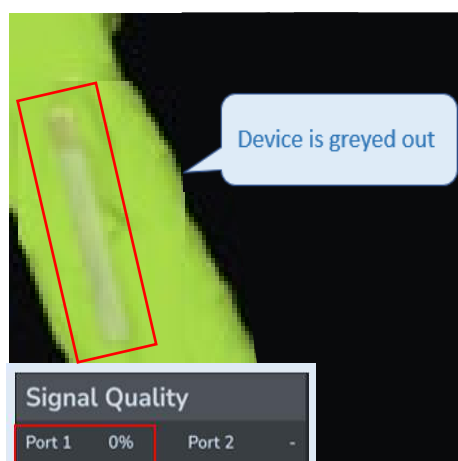 Device is greyed out
Signal Quality
Port 1 0% Port 2 -